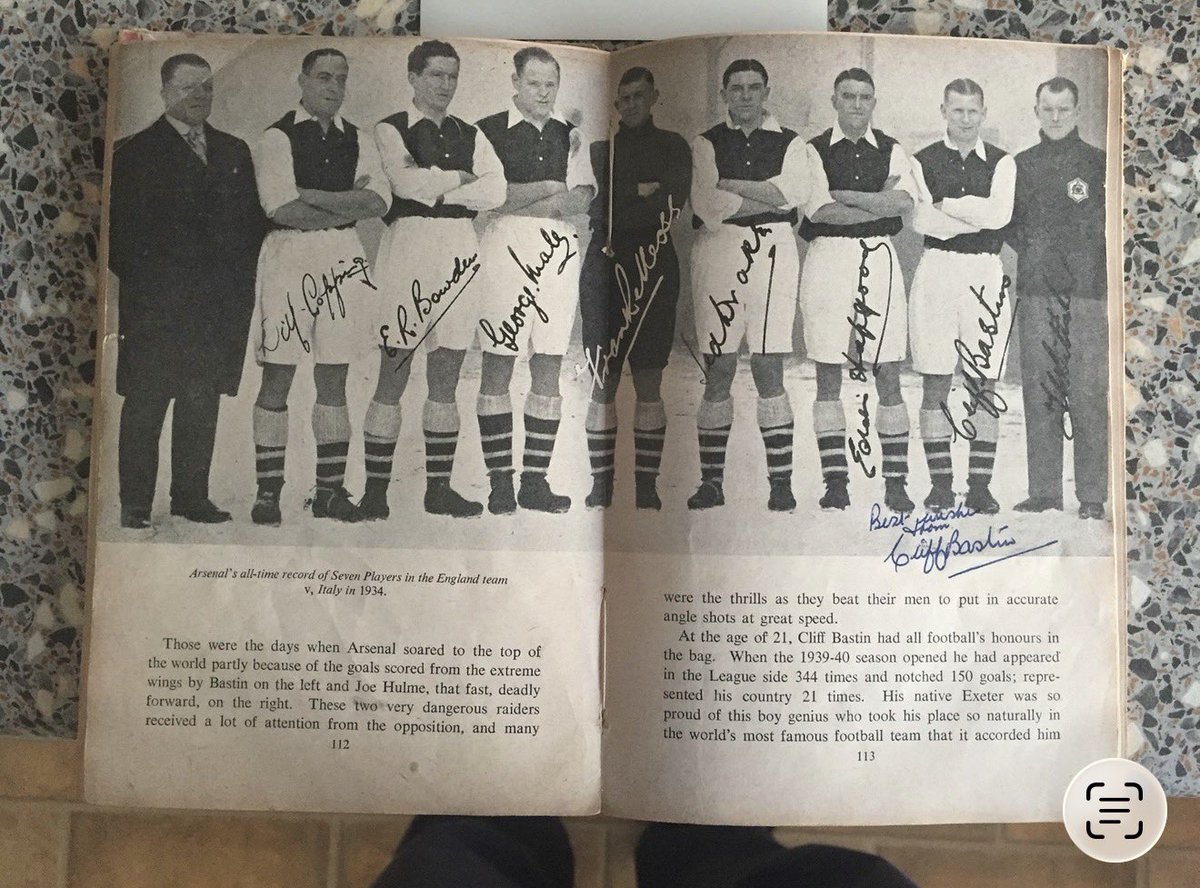 Wilf. Copping
E. R. Bowden
George Male
Frank Moss
Ted Drake
Eddie Hapgood
Cliff Bastin
Best wishes
from
Cliff Bastin
Arsenal's all-time record of Seven Players in the England team
v, Italy in 1934.
Those were the days when Arsenal soared to the top of
the world partly because of the goals scored from the extreme
wings by Bastin on the left and Joe Hulme, that fast, deadly
forward, on the right. These two very dangerous raiders
received a lot of attention from the opposition, and many
112
were the thrills as they beat their men to put in accurate
angle shots at great speed.
At the age of 21, Cliff Bastin had all football's honours in
the bag. When the 1939-40 season opened he had appeared
in the League side 344 times and notched 150 goals; repre-
sented his country 21 times. His native Exeter was so
proud of this boy genius who took his place so naturally in
the world's most famous football team that it accorded him
113